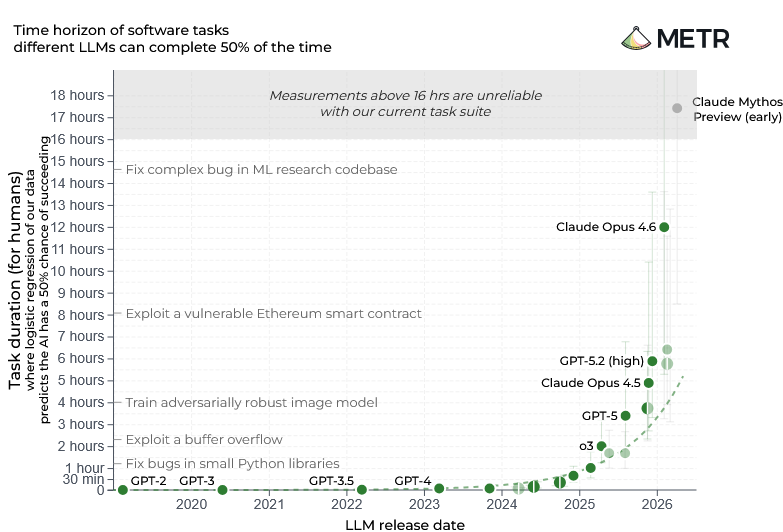 Time horizon of software tasks
different LLMs can complete 50% of the time
METR
Measurements above 16 hrs are unreliable
with our current task suite
Claude Mythos
Preview (early)
18 hours
17 hours
16 hours
15 hours
14 hours
13 hours
12 hours
11 hours
10 hours
9 hours
8 hours
7 hours
6 hours
5 hours
4 hours
3 hours
2 hours
1 hour
30 min
0
Task duration (for humans)
where logistic regression of our data
predicts the AI has a 50% chance of succeeding
Fix complex bug in ML research codebase
Claude Opus 4.6
Exploit a vulnerable Ethereum smart contract
GPT-5.2 (high)
Claude Opus 4.5
Train adversarially robust image model
GPT-5
Exploit a buffer overflow
o3
Fix bugs in small Python libraries
GPT-2
GPT-3
GPT-3.5
GPT-4
2020
2021
2022
2023
2024
2025
2026
LLM release date